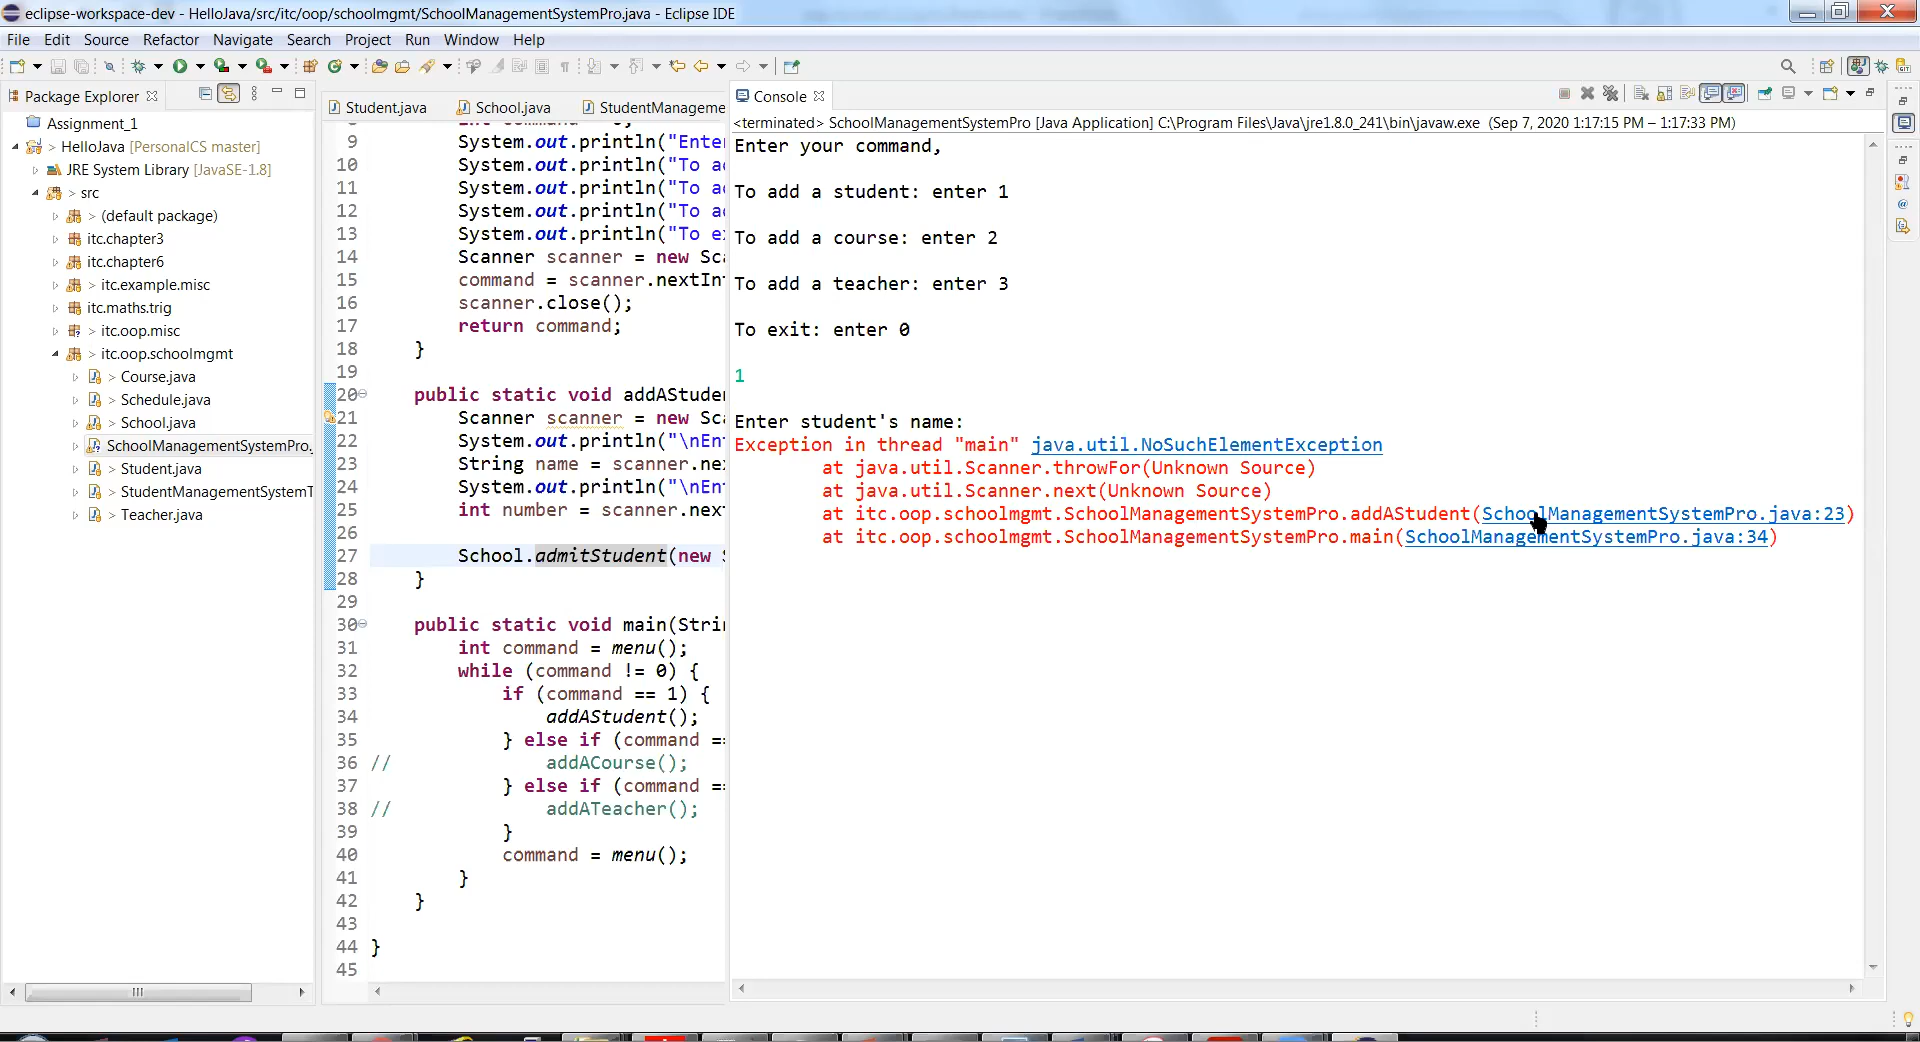 eclipse-workspace-dev - HelloJava/src/itc/oop/schoolmgmt/SchoolManagementSystemPro.java - Eclipse IDE
File Edit Source Refactor Navigate Search Project Run Window Help
Package Explorer
Assignment_1
> HelloJava [PersonalCS master]
JRE System Library [JavaSE-1.8]
> src
> (default package)
itc.chapter3
itc.chapter6
> itc.example.misc
itc.maths.trig
> itc.oop.misc
> itc.oop.schoolmgmt
> Course.java
> Schedule.java
> School.java
> SchoolManagementSystemPro.
> Student.java
> StudentManagementSystemT
> Teacher.java
Student.java School.java StudentManageme
9 System.out.println("Enter
10 System.out.println("To a
11 System.out.println("To a
12 System.out.println("To a
13 System.out.println("To e
14 Scanner scanner = new Sca
15 command = scanner.nextInt
16 scanner.close();
17 return command;
18 }
19
20 public static void addAStuden
21 Scanner scanner = new Sca
22 System.out.println("\nEnt
23 String name = scanner.nex
24 System.out.println("\nEnt
25 int number = scanner.nex
26
27 School.admitStudent(new S
28 }
29
30 public static void main(Strin
31 int command = menu();
32 while (command != 0) {
33 if (command == 1) {
34 addAStudent();
35 } else if (command ==
36 // addACourse();
37 } else if (command ==
38 // addATeacher();
39 }
40 command = menu();
41 }
42 }
43
44 }
45
Console
<terminated> SchoolManagementSystemPro [Java Application] C:\Program Files\Java\jre1.8.0_241\bin\javaw.exe (Sep 7, 2020 1:17:15 PM – 1:17:33 PM)
Enter your command,
To add a student: enter 1
To add a course: enter 2
To add a teacher: enter 3
To exit: enter 0
1
Enter student's name:
Exception in thread "main" java.util.NoSuchElementException
at java.util.Scanner.throwFor(Unknown Source)
at java.util.Scanner.next(Unknown Source)
at itc.oop.schoolmgmt.SchoolManagementSystemPro.addAStudent(SchoolManagementSystemPro.java:23)
at itc.oop.schoolmgmt.SchoolManagementSystemPro.main(SchoolManagementSystemPro.java:34)